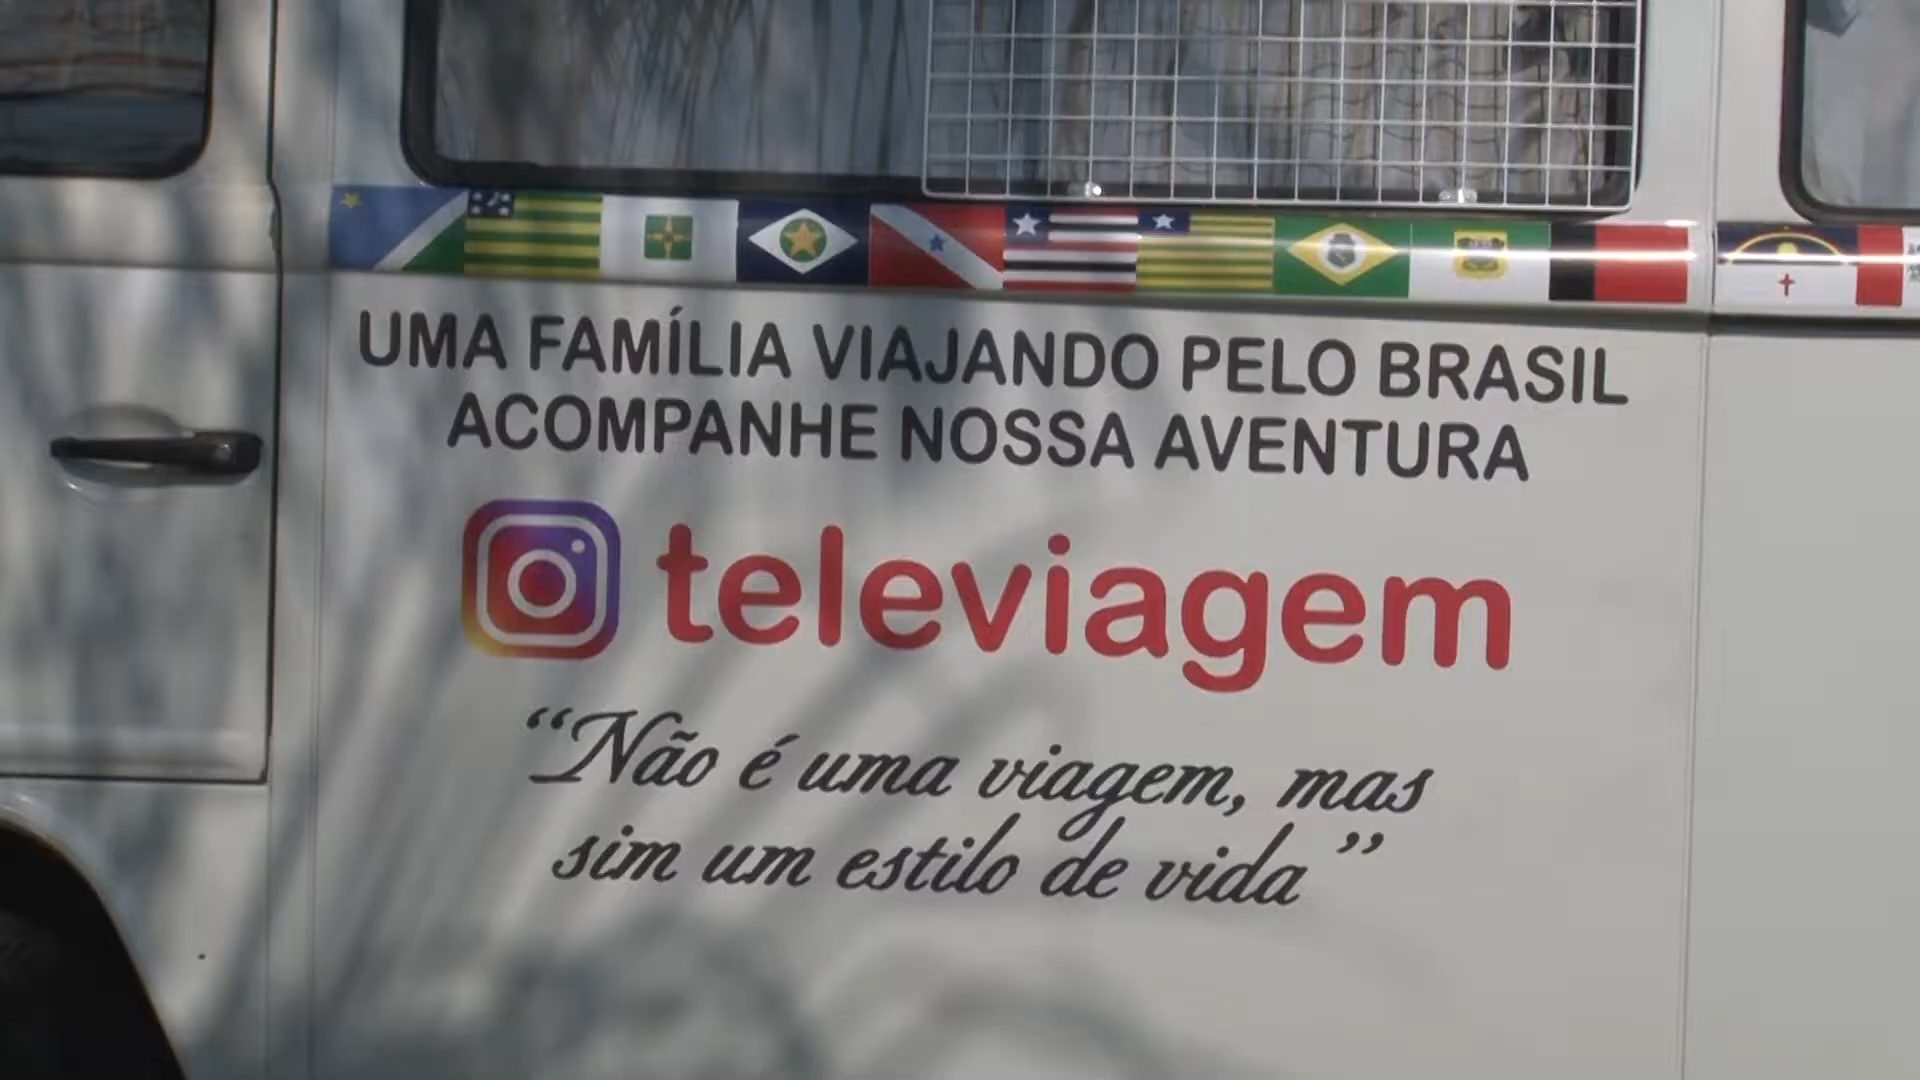 UMA FAMÍLIA VIAJANDO PELO BRASIL
ACOMPANHE NOSSA AVENTURA
televiagem
“Não é uma viagem, mas
sim um estilo de vida”